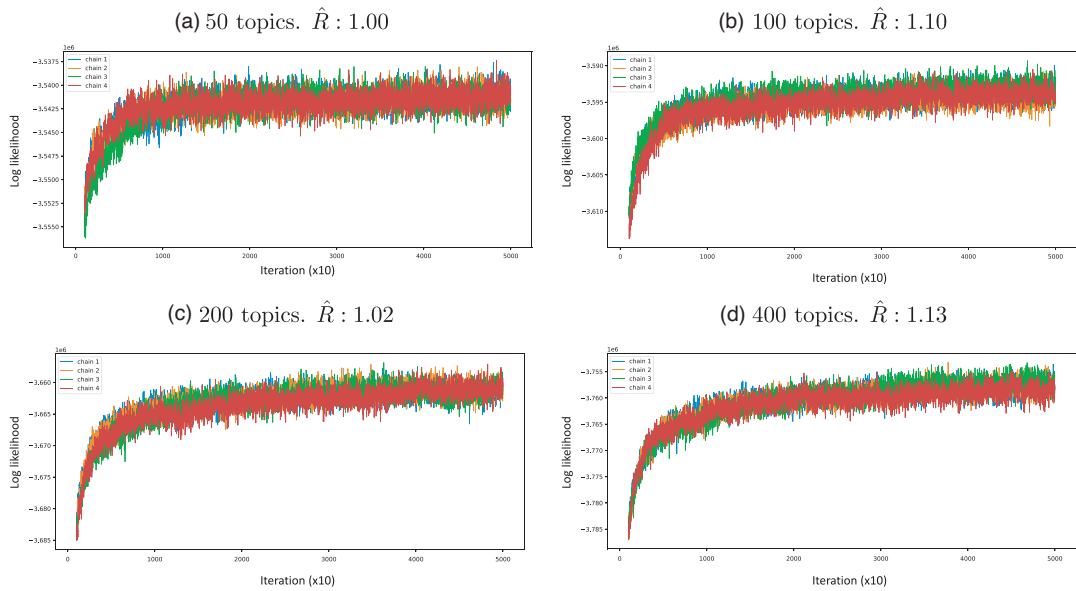 (a) 50 topics. R̂ : 1.00
1e6
−3.5375
−3.5400
−3.5425
−3.5450
−3.5475
−3.5500
−3.5525
−3.5550
chain 1
chain 2
chain 3
chain 4
Log likelihood
0 1000 2000 3000 4000 5000
Iteration (x10)
(b) 100 topics. R̂ : 1.10
1e6
−3.590
−3.595
−3.600
−3.605
−3.610
chain 1
chain 2
chain 3
chain 4
Log likelihood
0 1000 2000 3000 4000 5000
Iteration (x10)
(c) 200 topics. R̂ : 1.02
1e6
−3.660
−3.665
−3.670
−3.675
−3.680
−3.685
chain 1
chain 2
chain 3
chain 4
Log likelihood
0 1000 2000 3000 4000 5000
Iteration (x10)
(d) 400 topics. R̂ : 1.13
1e6
−3.755
−3.760
−3.765
−3.770
−3.775
−3.780
−3.785
chain 1
chain 2
chain 3
chain 4
Log likelihood
0 1000 2000 3000 4000 5000
Iteration (x10)